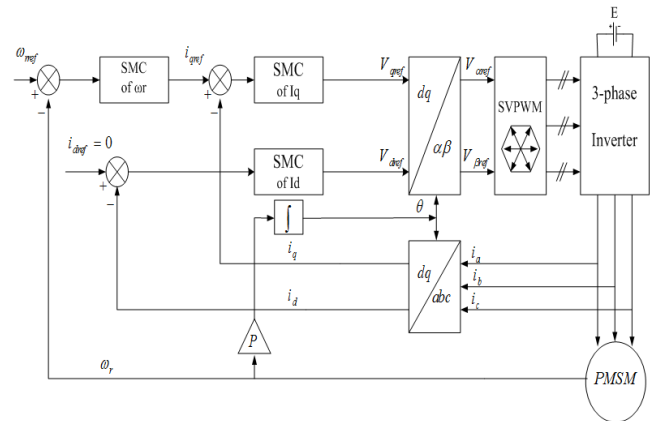 E
ω_rref
+
−
SMC
of ωr
i_qref
+
−
SMC
of Iq
V_qref
dq
αβ
V_αref
SVPWM
3-phase
Inverter
i_dref = 0
+
−
SMC
of Id
V_dref
V_βref
∫
θ
i_q
dq
abc
i_a
i_b
i_c
i_d
P
ω_r
PMSM